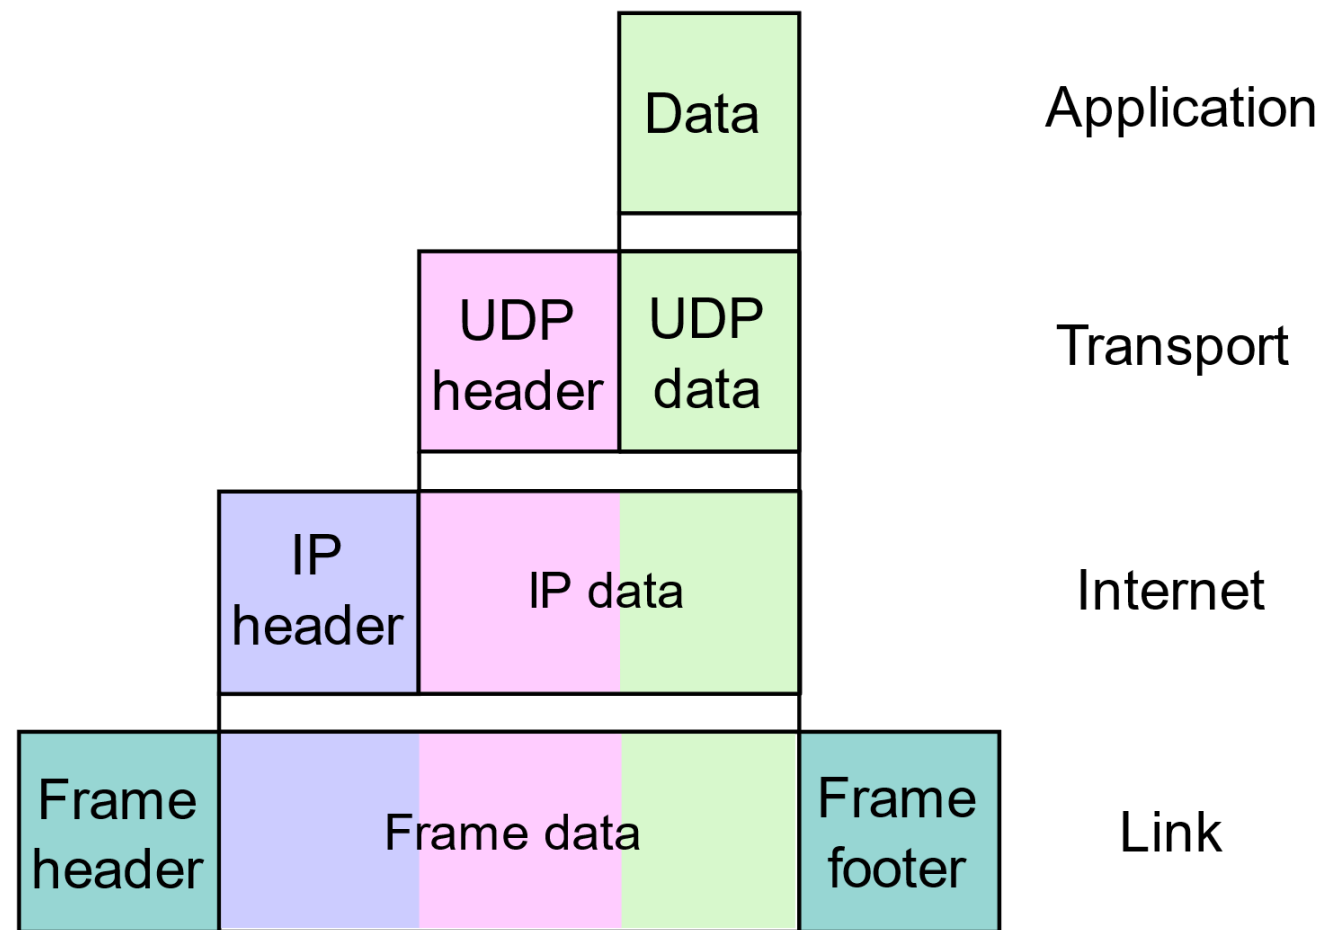 Data
Application
UDP
header
UDP
data
Transport
IP
header
IP data
Internet
Frame
header
Frame data
Frame
footer
Link